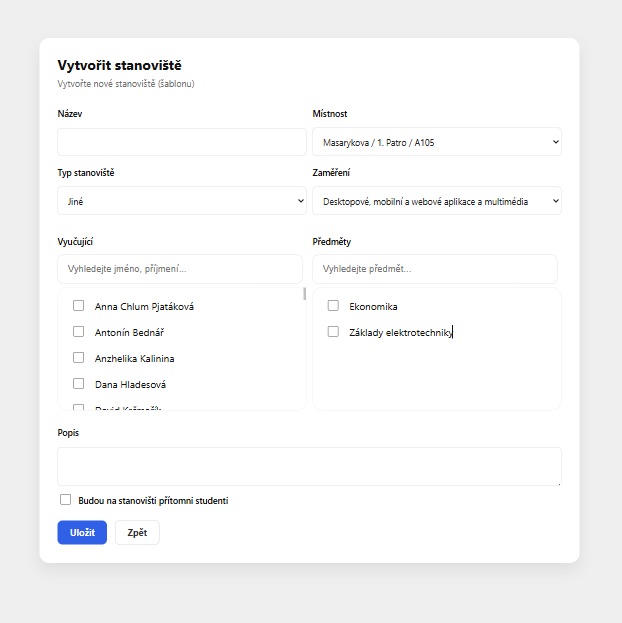 Vytvořit stanoviště
Vytvořte nové stanoviště (šablonu)
Název
Místnost
Masarykova / 1. Patro / A105
Typ stanoviště
Zaměření
Jiné
Desktopové, mobilní a webové aplikace a multimédia
Vyučující
Předměty
Vyhledejte jméno, příjmení...
Vyhledejte předmět...
Anna Chlum Pjatáková
Ekonomika
Antonín Bednář
Základy elektrotechniky
Anzhelika Kalinina
Dana Hladesová
Popis
Budou na stanovišti přítomni studenti
Uložit
Zpět